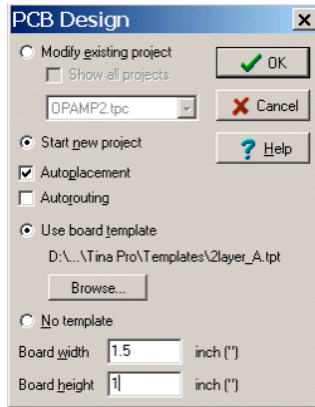 PCB Design
Modify existing project
OK
Show all projects
OPAMP2.tpc
Cancel
Start new project
Help
Autoplacement
Autorouting
Use board template
D:\...\Tina Pro\Templates\2layer_A.tpt
Browse...
No template
Board width 1.5 inch (")
Board height 1 inch (")